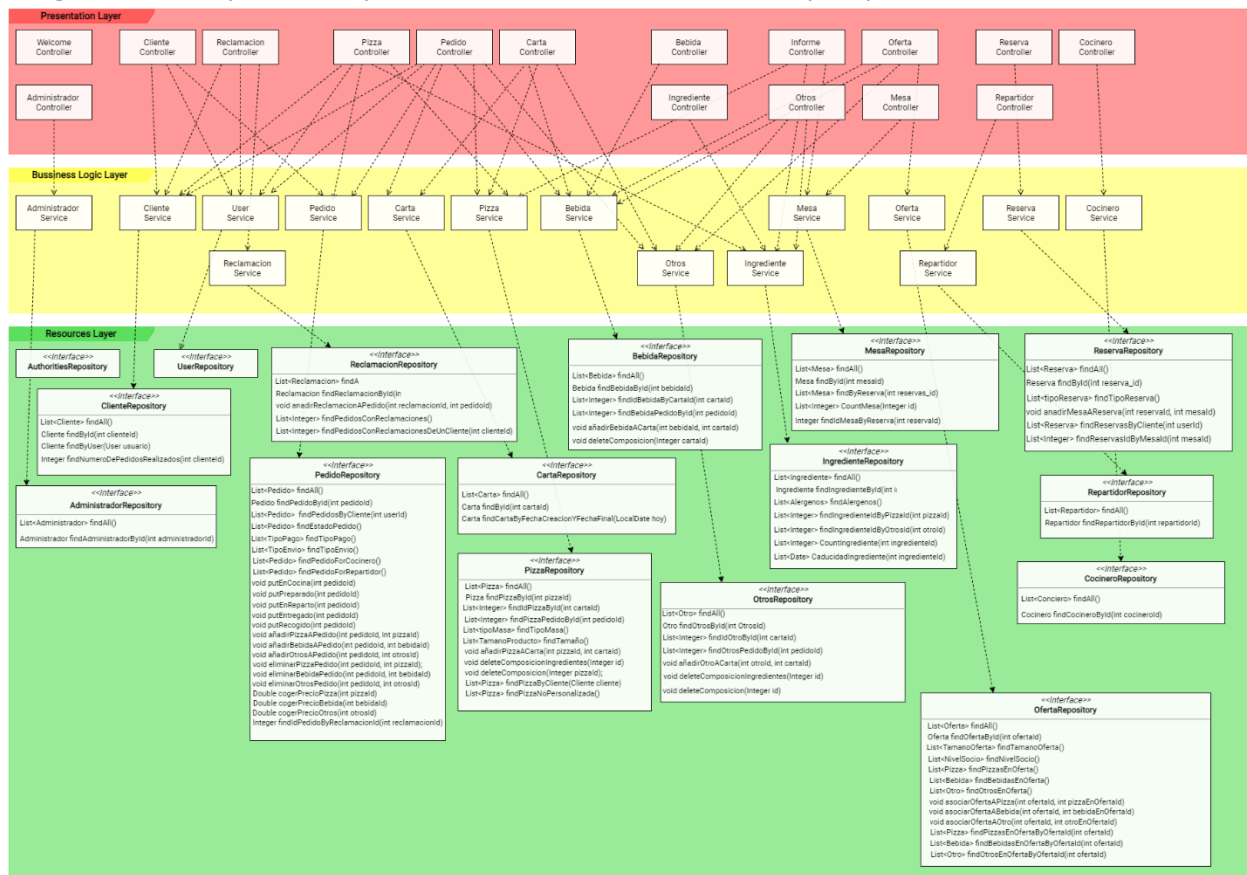 Presentation Layer
Welcome
Controller
Cliente
Controller
Reclamacion
Controller
Pizza
Controller
Pedido
Controller
Carta
Controller
Bebida
Controller
Informe
Controller
Oferta
Controller
Reserva
Controller
Cocinero
Controller
Administrador
Controller
Ingrediente
Controller
Otros
Controller
Mesa
Controller
Repartidor
Controller
Bussiness Logic Layer
Administrador
Service
Cliente
Service
User
Service
Pedido
Service
Carta
Service
Pizza
Service
Bebida
Service
Mesa
Service
Oferta
Service
Reserva
Service
Cocinero
Service
Reclamacion
Service
Otros
Service
Ingrediente
Service
Repartidor
Service
Resources Layer
<<Interface>>
AuthoritiesRepository
<<Interface>>
UserRepository
<<Interface>>
ClienteRepository
List<Cliente> findAll()
Cliente findById(int clienteId)
Cliente findByUser(User usuario)
Integer findNumeroDePedidosRealizados(int clienteId)
<<Interface>>
AdministradorRepository
List<Administrador> findAll()
Administrador findAdministradorById(int administradorId)
<<Interface>>
ReclamacionRepository
List<Reclamacion> findA
Reclamacion findReclamacionById(in
void anadirReclamacionAPedido(int reclamacionId, int pedidoId)
List<Integer> findPedidosConReclamaciones()
List<Integer> findPedidosConReclamacionesDeUnCliente(int clienteId)
<<Interface>>
PedidoRepository
List<Pedido> findAll()
Pedido findPedidoById(int pedidoId)
List<Pedido> findPedidosByCliente(int userId)
List<Pedido> findEstadoPedido()
List<TipoPago> findTipoPago()
List<TipoEnvio> findTipoEnvio()
List<Pedido> findPedidoForCocinero()
List<Pedido> findPedidoForRepartidor()
void putEnCocina(int pedidoId)
void putPreparado(int pedidoId)
void putEnReparto(int pedidoId)
void putEntregado(int pedidoId)
void putRecogido(int pedidoId)
void añadirPizzaAPedido(int pedidoId, int pizzaId)
void añadirBebidaAPedido(int pedidoId, int bebidaId)
void añadirOtrosAPedido(int pedidoId, int otrosId)
void eliminarPizzaPedido(int pedidoId, int pizzaId);
void eliminarBebidaPedido(int pedidoId, int bebidaId)
void eliminarOtrosPedido(int pedidoId, int otrosId)
Double cogerPrecioPizza(int pizzaId)
Double cogerPrecioBebida(int bebidaId)
Double cogerPrecioOtros(int otrosId)
Integer findIdPedidoByReclamacionId(int reclamacionId)
<<Interface>>
CartaRepository
List<Carta> findAll()
Carta findById(int cartaId)
Carta findCartaByFechaCreacionYFechaFinal(LocalDate hoy)
<<Interface>>
PizzaRepository
List<Pizza> findAll()
Pizza findPizzaById(int pizzaId)
List<Integer> findIdPizzaById(int cartaId)
List<Integer> findPizzaPedidoById(int pedidoId)
List<tipoMasa> findTipoMasa()
List<TamanoProducto> findTamaño()
void añadirPizzaACarta(int pizzaId, int cartaId)
void deleteComposicionIngredientes(Integer id)
void deleteComposicion(Integer pizzaId);
List<Pizza> findPizzaByCliente(Cliente cliente)
List<Pizza> findPizzaNoPersonalizada()
<<Interface>>
BebidaRepository
List<Bebida> findAll()
Bebida findBebidaById(int bebidaId)
List<Integer> findIdBebidaByCartaId(int cartaId)
List<Integer> findBebidaPedidoById(int pedidoId)
void añadirBebidaACarta(int bebidaId, int cartaId)
void deleteComposicion(Integer cartaId)
<<Interface>>
OtrosRepository
List<Otro> findAll()
Otro findOtrosById(int OtrosId)
List<Integer> findIdOtroById(int cartaId)
List<Integer> findOtrosPedidoById(int pedidoId)
void añadirOtroACarta(int otroId, int cartaId)
void deleteComposicionIngredientes(Integer id)
void deleteComposicion(Integer id)
<<Interface>>
MesaRepository
List<Mesa> findAll()
Mesa findById(int mesaId)
List<Mesa> findByReserva(int reservas_id)
List<Integer> CountMesa(Integer id)
Integer findIdMesaByReserva(int reservaId)
<<Interface>>
IngredienteRepository
List<Ingrediente> findAll()
Ingrediente findIngredienteById(int i
List<Alergenos> findAlergenos()
List<Integer> findIngredienteIdByPizzaId(int pizzaId)
List<Integer> findIngredienteIdByOtrosId(int otroId)
List<Integer> CountIngrediente(int ingredienteId)
List<Date> CaducidadIngrediente(int ingredienteId)
<<Interface>>
ReservaRepository
List<Reserva> findAll()
Reserva findById(int reserva_id)
List<tipoReserva> findTipoReserva()
void anadirMesaAReserva(int reservaId, int mesaId)
List<Reserva> findReservasByCliente(int userId)
List<Integer> findReservasIdByMesaId(int mesaId)
<<Interface>>
RepartidorRepository
List<Repartidor> findAll()
Repartidor findRepartidorById(int repartidorId)
<<Interface>>
CocineroRepository
List<Conciero> findAll()
Cocinero findCocineroById(int cocineroId)
<<Interface>>
OfertaRepository
List<Oferta> findAll()
Oferta findOfertaById(int ofertaId)
List<TamanoOferta> findTamanoOferta()
List<NivelSocio> findNivelSocio()
List<Pizza> findPizzasEnOferta()
List<Bebida> findBebidasEnOferta()
List<Otro> findOtrosEnOferta()
void asociarOfertaAPizza(int ofertaId, int pizzaEnOfertaId)
void asociarOfertaABebida(int ofertaId, int bebidaEnOfertaId)
void asociarOfertaAOtro(int ofertaId, int otroEnOfertaId)
List<Pizza> findPizzasEnOfertaByOfertaId(int ofertaId)
List<Bebida> findBebidasEnOfertaByOfertaId(int ofertaId)
List<Otro> findOtrosEnOfertaByOfertaId(int ofertaId)